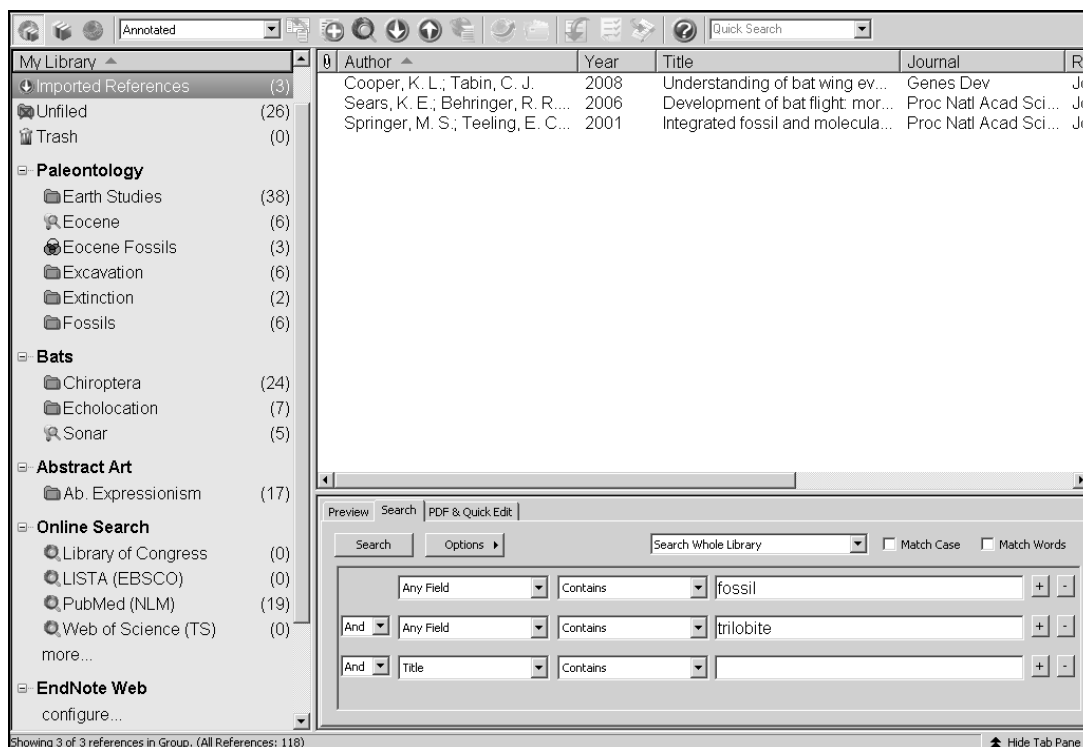 Annotated
Quick Search
My Library
Imported References (3)
Unfiled (26)
Trash (0)
Paleontology
Earth Studies (38)
Eocene (6)
Eocene Fossils (3)
Excavation (6)
Extinction (2)
Fossils (6)
Bats
Chiroptera (24)
Echolocation (7)
Sonar (5)
Abstract Art
Ab. Expressionism (17)
Online Search
Library of Congress (0)
LISTA (EBSCO) (0)
PubMed (NLM) (19)
Web of Science (TS) (0)
more...
EndNote Web
configure...
Author Year Title Journal R
Cooper, K. L.; Tabin, C. J. 2008 Understanding of bat wing ev... Genes Dev Jo
Sears, K. E.; Behringer, R. R.... 2006 Development of bat flight: mor... Proc Natl Acad Sci... Jo
Springer, M. S.; Teeling, E. C... 2001 Integrated fossil and molecula... Proc Natl Acad Sci... Jo
Preview Search PDF & Quick Edit
Search Options Search Whole Library Match Case Match Words
Any Field Contains fossil + -
And Any Field Contains trilobite + -
And Title Contains + -
Showing 3 of 3 references in Group. (All References: 118) Hide Tab Pane